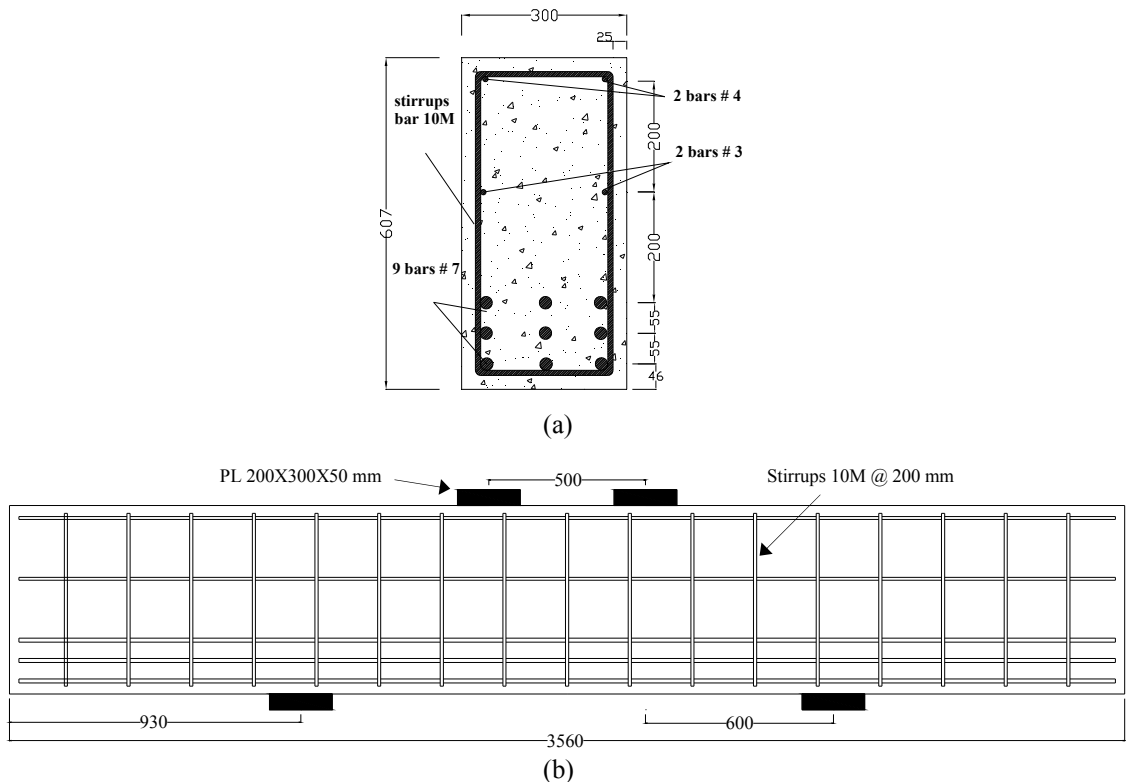 300
25
2 bars # 4
stirrups
bar 10M
200
2 bars # 3
607
200
9 bars # 7
55
55
46
(a)
PL 200X300X50 mm
500
Stirrups 10M @ 200 mm
930
600
3560
(b)